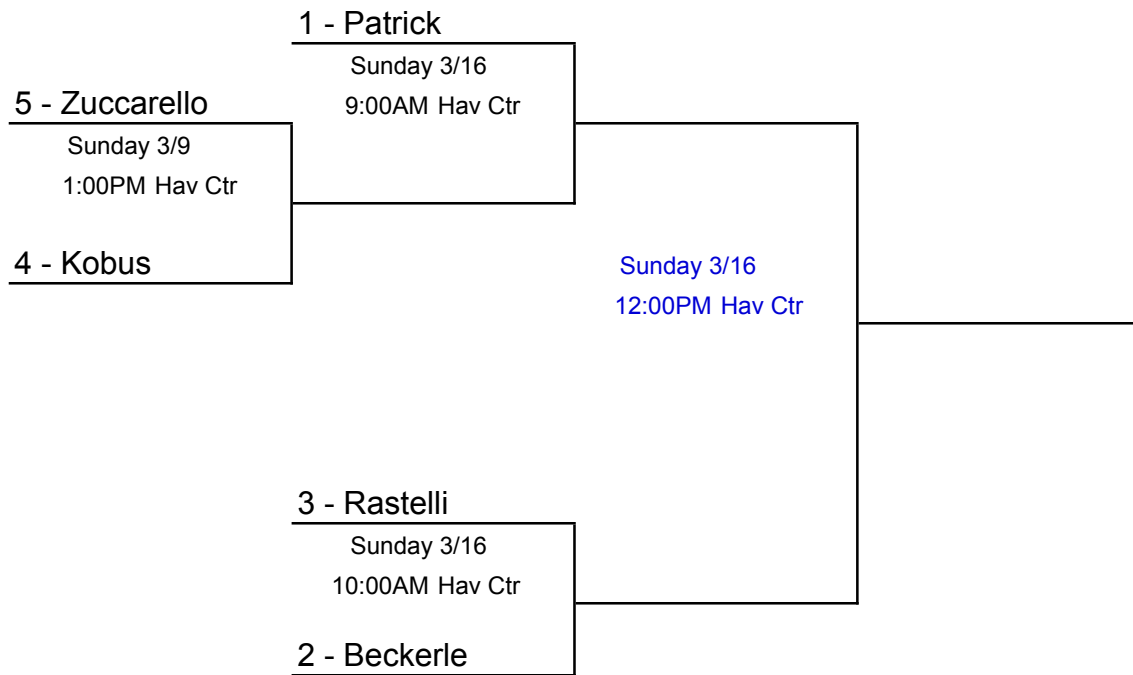 1 - Patrick
Sunday 3/16
9:00AM Hav Ctr
5 - Zuccarello
Sunday 3/9
1:00PM Hav Ctr
4 - Kobus
Sunday 3/16
12:00PM Hav Ctr
3 - Rastelli
Sunday 3/16
10:00AM Hav Ctr
2 - Beckerle